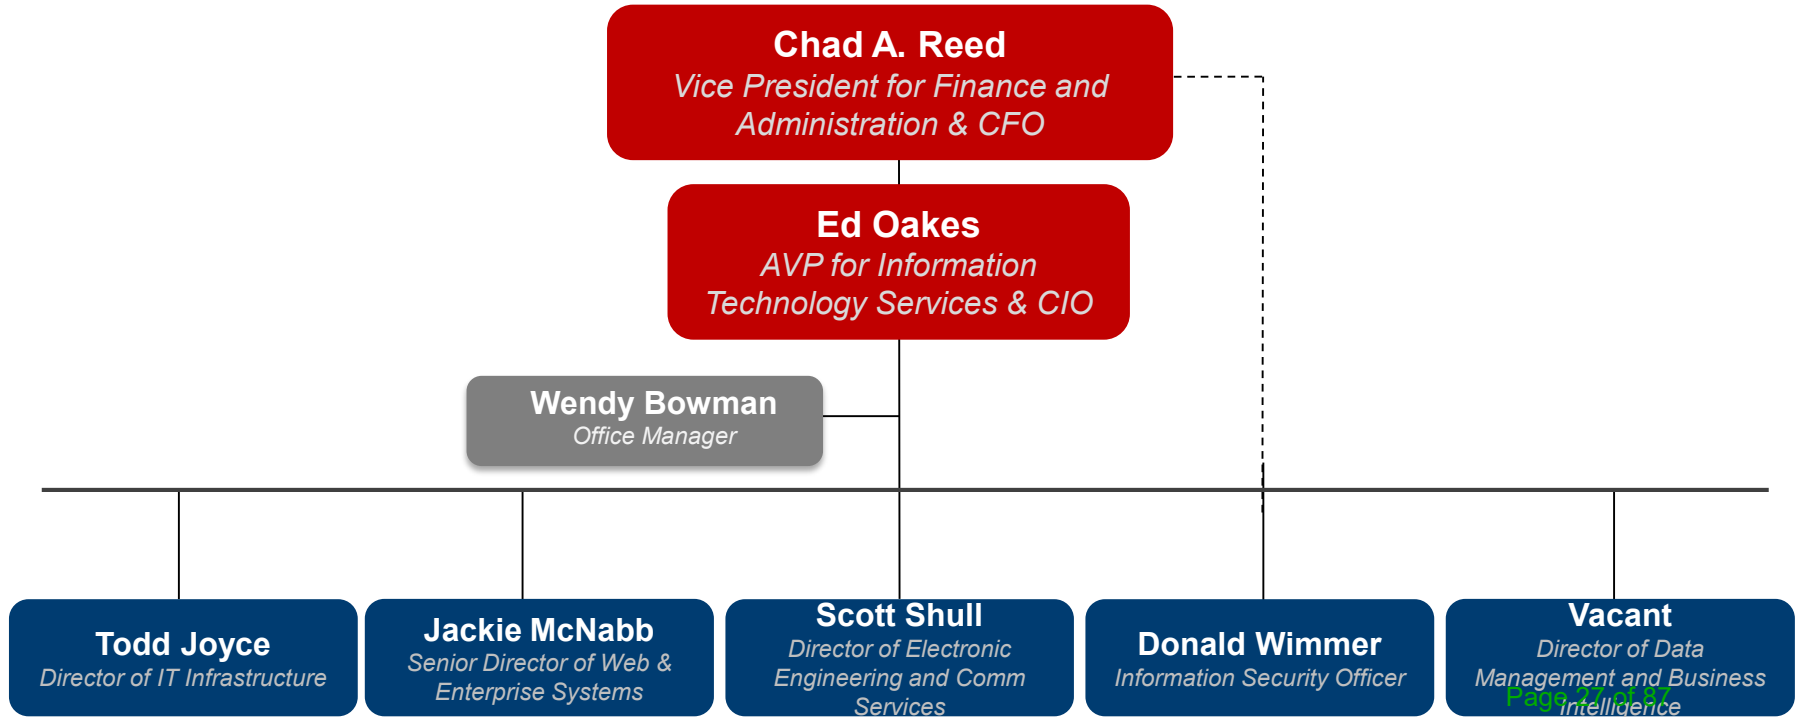 Chad A. Reed
Vice President for Finance and
Administration & CFO
Ed Oakes
AVP for Information
Technology Services & CIO
Wendy Bowman
Office Manager
Todd Joyce
Director of IT Infrastructure
Jackie McNabb
Senior Director of Web &
Enterprise Systems
Scott Shull
Director of Electronic
Engineering and Comm
Services
Donald Wimmer
Information Security Officer
Vacant
Director of Data
Management and Business
Intelligence
Page 27 of 87